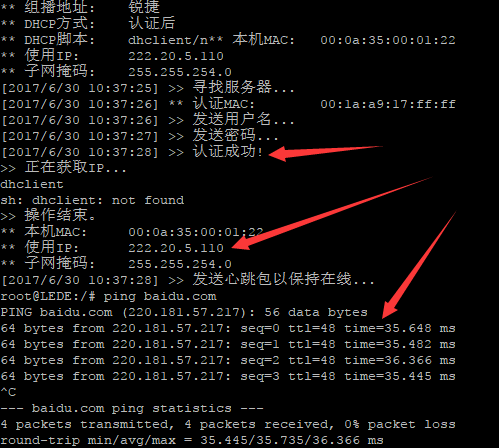 ** 组播地址: 锐捷
** DHCP方式: 认证后
** DHCP脚本: dhclient/n** 本机MAC: 00:0a:35:00:01:22
** 使用IP: 222.20.5.110
** 子网掩码: 255.255.254.0
[2017/6/30 10:37:25] >> 寻找服务器...
[2017/6/30 10:37:26] ** 认证MAC: 00:1a:a9:17:ff:ff
[2017/6/30 10:37:26] >> 发送用户名...
[2017/6/30 10:37:27] >> 发送密码...
[2017/6/30 10:37:28] >> 认证成功!
>> 正在获取IP...
dhclient
sh: dhclient: not found
>> 操作结束。
** 本机MAC: 00:0a:35:00:01:22
** 使用IP: 222.20.5.110
** 子网掩码: 255.255.254.0
[2017/6/30 10:37:28] >> 发送心跳包以保持在线...
root@LEDE:/# ping baidu.com
PING baidu.com (220.181.57.217): 56 data bytes
64 bytes from 220.181.57.217: seq=0 ttl=48 time=35.648 ms
64 bytes from 220.181.57.217: seq=1 ttl=48 time=35.482 ms
64 bytes from 220.181.57.217: seq=2 ttl=48 time=36.366 ms
64 bytes from 220.181.57.217: seq=3 ttl=48 time=35.445 ms
^C
--- baidu.com ping statistics ---
4 packets transmitted, 4 packets received, 0% packet loss
round-trip min/avg/max = 35.445/35.735/36.366 ms